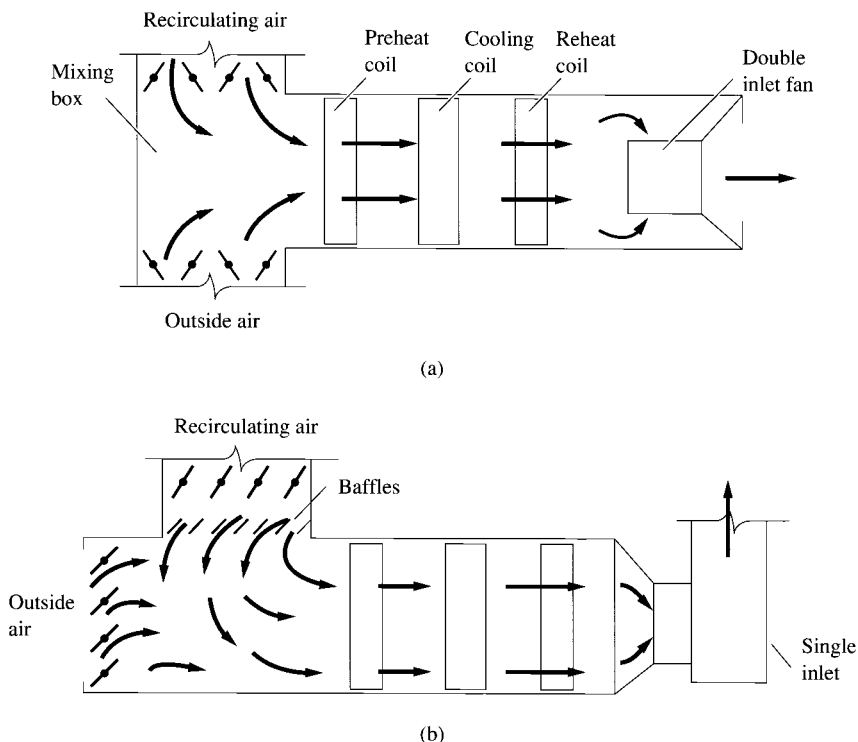 Recirculating air
Mixing
box
Preheat
coil
Cooling
coil
Reheat
coil
Double
inlet fan
Outside air
(a)
Recirculating air
Baffles
Outside
air
Single
inlet
(b)